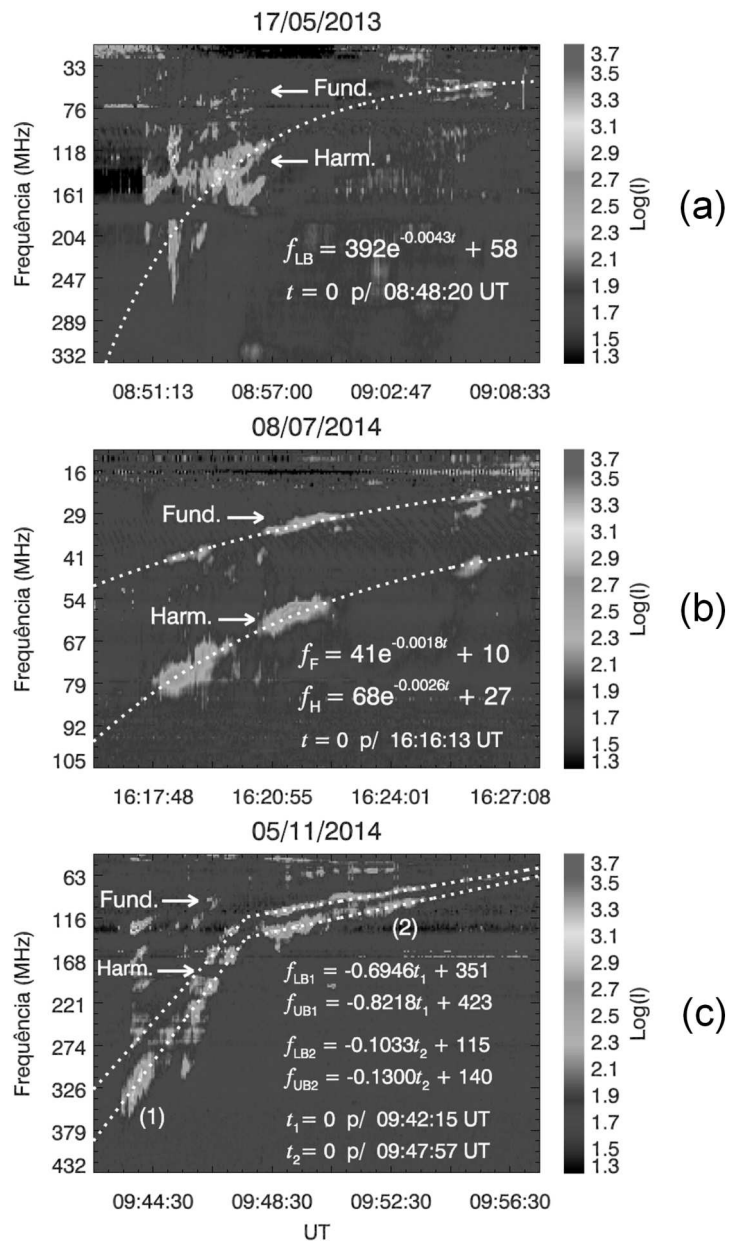 17/05/2013
Frequência (MHz)
33
76
118
161
204
247
289
332
Fund.
Harm.
f_LB = 392e^-0.0043t + 58
t = 0 p/ 08:48:20 UT
08:51:13 08:57:00 09:02:47 09:08:33
3.7
3.5
3.3
3.1
2.9
2.7
2.5
2.3
2.1
1.9
1.7
1.5
1.3
Log(I)
(a)
08/07/2014
Frequência (MHz)
16
29
41
54
67
79
92
105
Fund.
Harm.
f_F = 41e^-0.0018t + 10
f_H = 68e^-0.0026t + 27
t = 0 p/ 16:16:13 UT
16:17:48 16:20:55 16:24:01 16:27:08
3.7
3.5
3.3
3.1
2.9
2.7
2.5
2.3
2.1
1.9
1.7
1.5
1.3
Log(I)
(b)
05/11/2014
Frequência (MHz)
63
116
168
221
274
326
379
432
Fund.
Harm.
(2)
(1)
f_LB1 = -0.6946t_1 + 351
f_UB1 = -0.8218t_1 + 423
f_LB2 = -0.1033t_2 + 115
f_UB2 = -0.1300t_2 + 140
t_1 = 0 p/ 09:42:15 UT
t_2 = 0 p/ 09:47:57 UT
09:44:30 09:48:30 09:52:30 09:56:30
UT
3.7
3.5
3.3
3.1
2.9
2.7
2.5
2.3
2.1
1.9
1.7
1.5
1.3
Log(I)
(c)